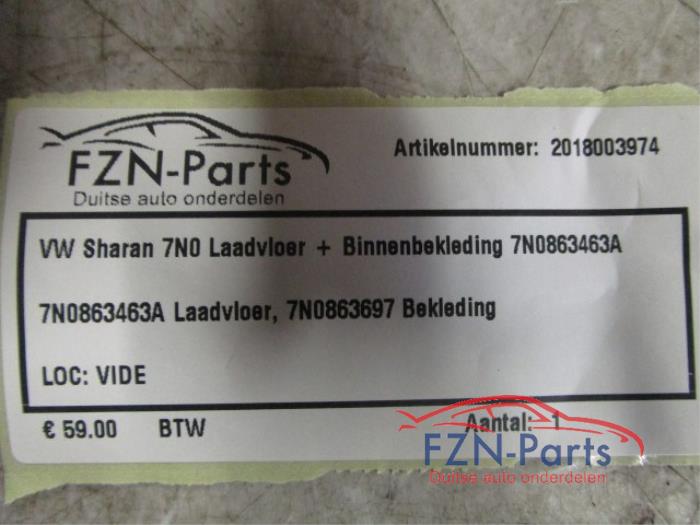 FZN-Parts
Duitse auto onderdelen
Artikelnummer: 2018003974
VW Sharan 7N0 Laadvloer + Binnenbekleding 7N0863463A
7N0863463A Laadvloer, 7N0863697 Bekleding
LOC: VIDE
€ 59.00 BTW Aantal: 1
FZN-Parts
Duitse auto onderdelen